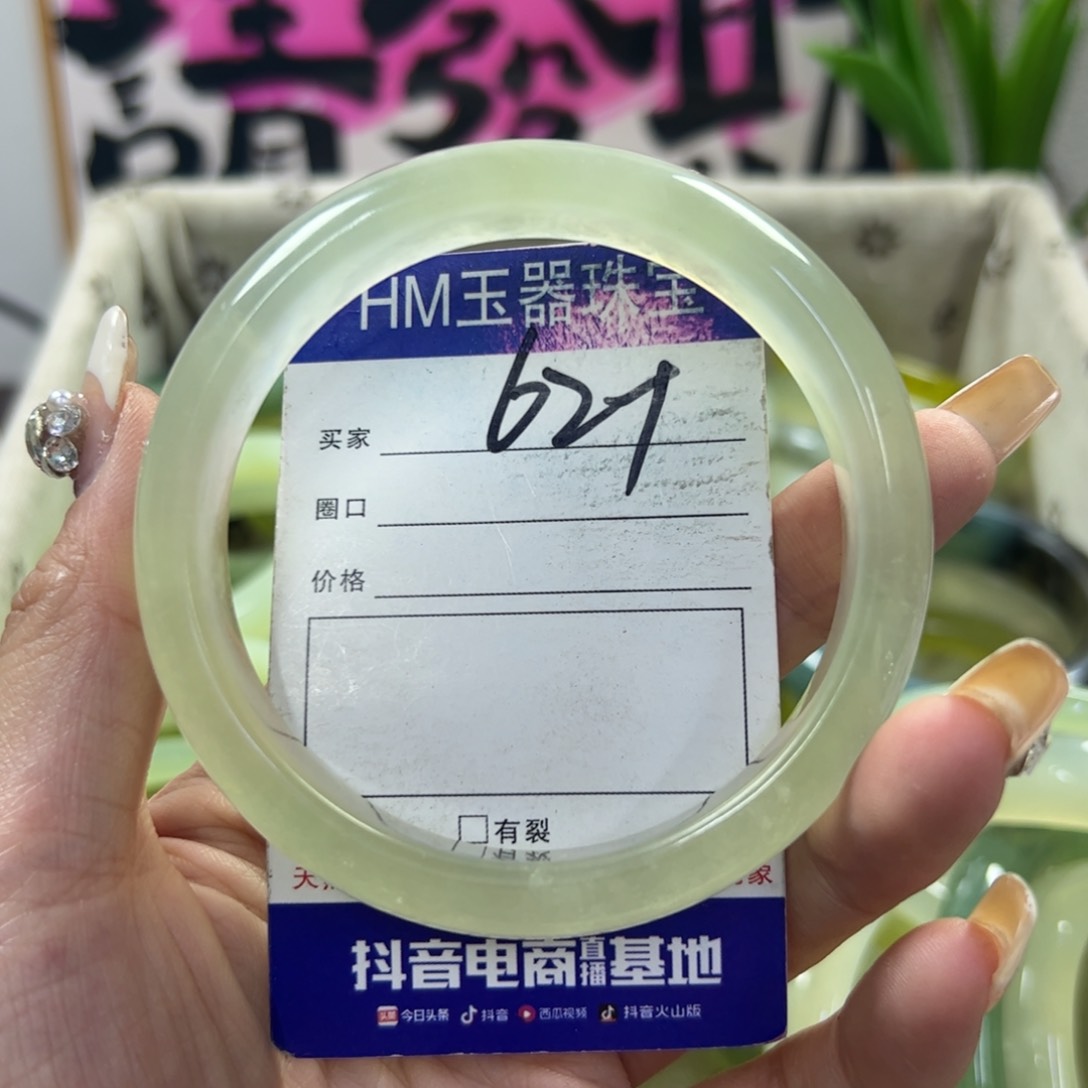 HM玉器珠宝
621
买家
圈口
价格
有裂
家
抖音电商直播基地
今日头条 抖音 西瓜视频 抖音火山版